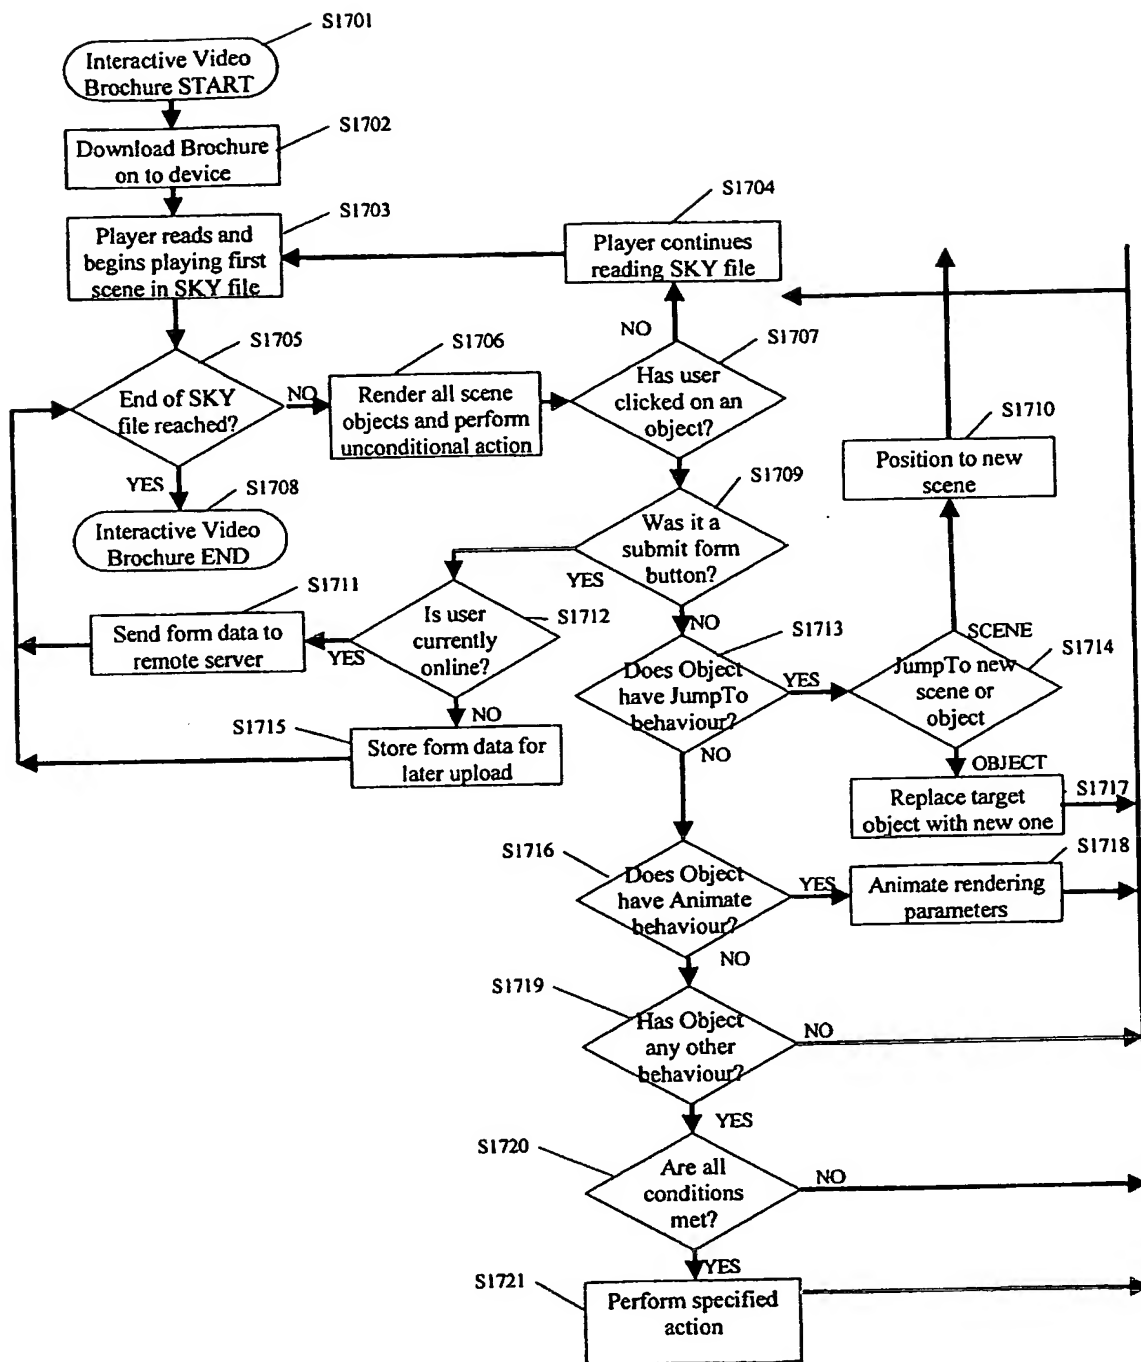 S1701
Interactive Video
Brochure START
S1702
Download Brochure
on to device
S1703
Player reads and
begins playing first
scene in SKY file
S1704
Player continues
reading SKY file
S1705
End of SKY
file reached?
NO
YES
S1706
Render all scene
objects and perform
unconditional action
S1707
NO
Has user
clicked on an
object?
S1708
Interactive Video
Brochure END
S1709
Was it a
submit form
button?
YES
NO
S1710
Position to new
scene
S1711
Send form data to
remote server
S1712
Is user
currently
online?
YES
NO
S1713
Does Object
have JumpTo
behaviour?
YES
NO
SCENE
S1714
JumpTo new
scene or
object
OBJECT
S1715
Store form data for
later upload
S1717
Replace target
object with new one
S1716
Does Object
have Animate
behaviour?
YES
NO
S1718
Animate rendering
parameters
S1719
Has Object
any other
behaviour?
NO
YES
S1720
Are all
conditions
met?
NO
YES
S1721
Perform specified
action